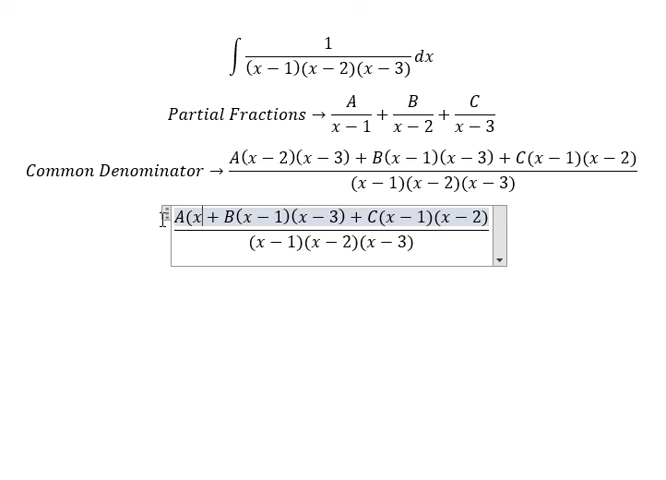 ∫ 1/((x − 1)(x − 2)(x − 3)) dx
Partial Fractions → A/(x − 1) + B/(x − 2) + C/(x − 3)
Common Denominator → (A(x − 2)(x − 3) + B(x − 1)(x − 3) + C(x − 1)(x − 2))/((x − 1)(x − 2)(x − 3))
(A(x + B(x − 1)(x − 3) + C(x − 1)(x − 2))/((x − 1)(x − 2)(x − 3))